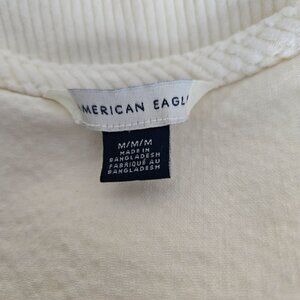 MERICAN EAGL
M/M/M
MADE IN
BANGLADESH
FABRIQUÉ AU
BANGLADESH